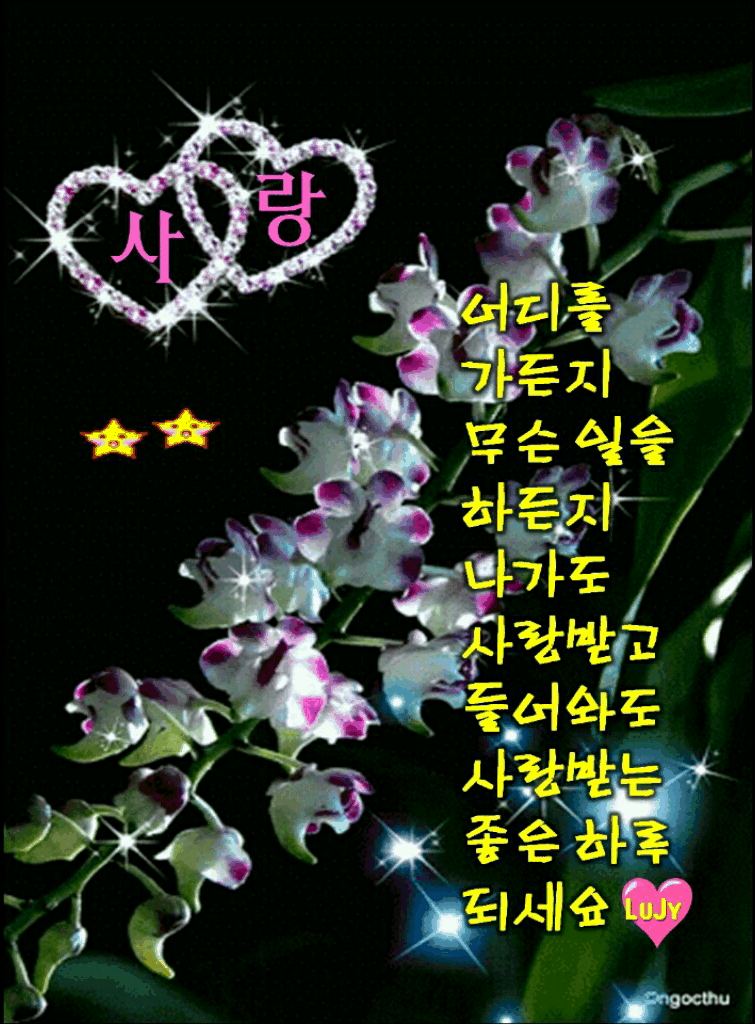 사랑
어디를
가든지
무슨 일을
하든지
나가도
사랑받고
들어와도
사랑받는
좋은 하루
되세요 LUJY
©ngocthu